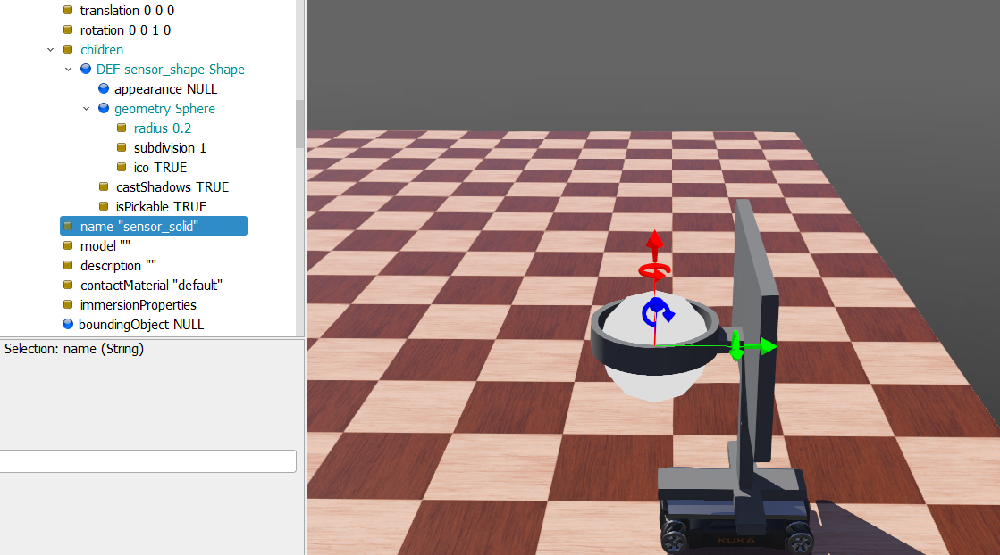 translation 0 0 0
rotation 0 0 1 0
children
DEF sensor_shape Shape
appearance NULL
geometry Sphere
radius 0.2
subdivision 1
ico TRUE
castShadows TRUE
isPickable TRUE
name "sensor_solid"
model ""
description ""
contactMaterial "default"
immersionProperties
boundingObject NULL
Selection: name (String)
KUKA